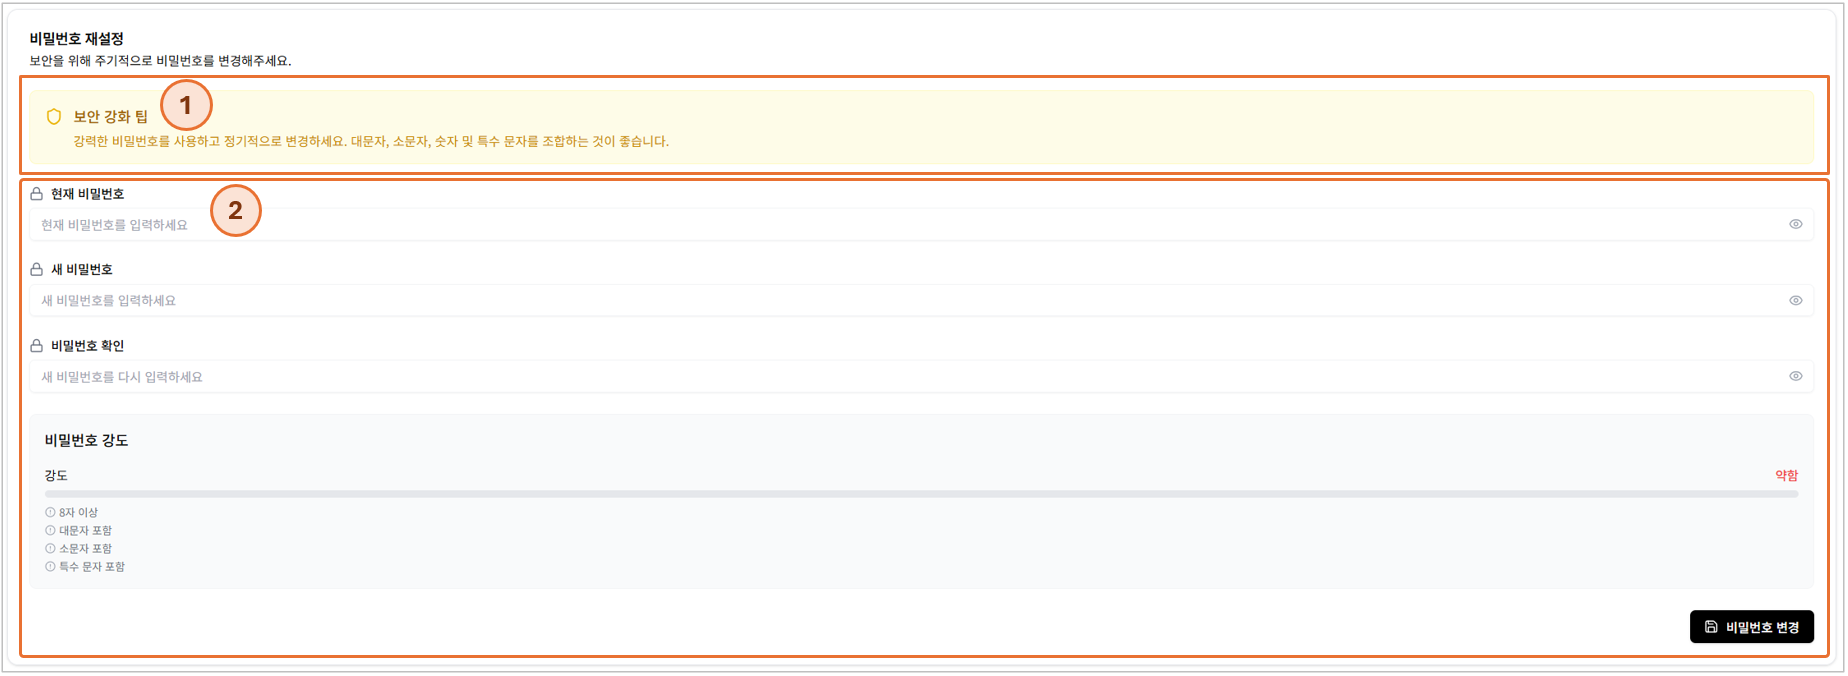 비밀번호 재설정
보안을 위해 주기적으로 비밀번호를 변경해주세요.
보안 강화 팁
1
강력한 비밀번호를 사용하고 정기적으로 변경하세요. 대문자, 소문자, 숫자 및 특수 문자를 조합하는 것이 좋습니다.
현재 비밀번호
2
현재 비밀번호를 입력하세요
새 비밀번호
새 비밀번호를 입력하세요
비밀번호 확인
새 비밀번호를 다시 입력하세요
비밀번호 강도
강도
약함
8자 이상
대문자 포함
소문자 포함
특수 문자 포함
비밀번호 변경